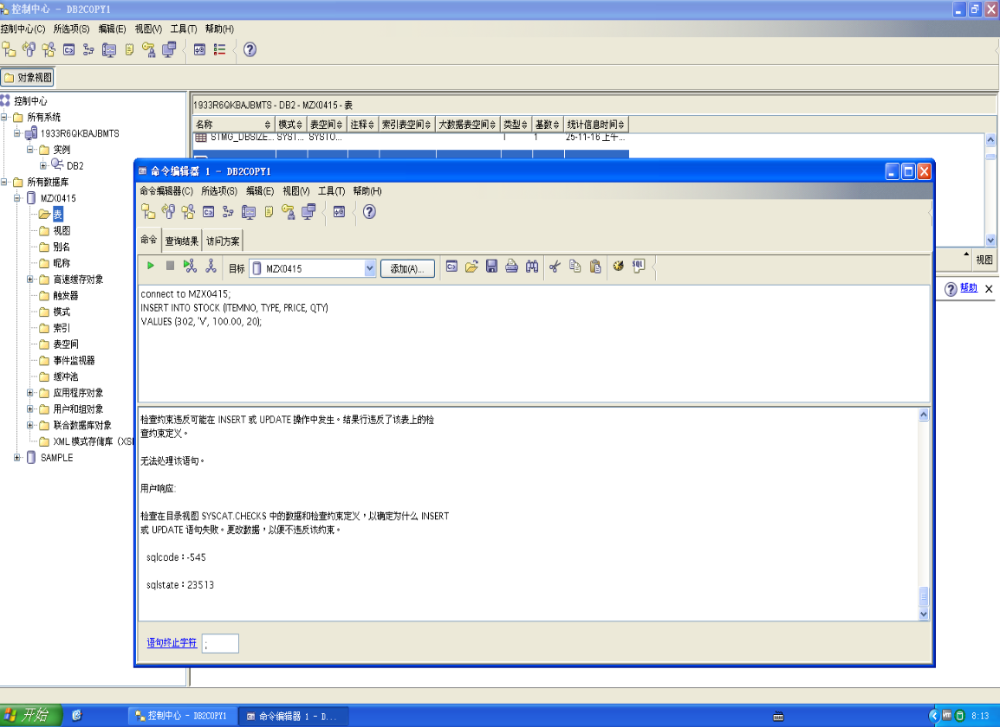 控制中心 - DB2COPY1
控制中心(C) 所选项(S) 编辑(E) 视图(V) 工具(T) 帮助(H)
对象视图
控制中心
所有系统
1933R6QKBAJBMTS
实例
DB2
所有数据库
MZX0415
表
视图
别名
昵称
高速缓存对象
触发器
模式
索引
表空间
事件监视器
缓冲池
应用程序对象
用户和组对象
联合数据库对象
XML 模式存储库（XS
SAMPLE
1933R6QKBAJBMTS - DB2 - MZX0415 - 表
名称 模式 表空间 注释 索引表空间 大数据表空间 类型 基数 统计信息时间
STMG_DBSIZE... SYST... SYSTO... T 1 25-11-16 上午...
视图
帮助 X
命令编辑器 1 - DB2COPY1
命令编辑器(C) 所选项(S) 编辑(E) 视图(V) 工具(T) 帮助(H)
命令 查询结果 访问方案
目标 MZX0415 添加(A)...
connect to MZX0415;
INSERT INTO STOCK (ITEMNO, TYPE, PRICE, QTY)
VALUES (302, 'V', 100.00, 20);
检查约束违反可能在 INSERT 或 UPDATE 操作中发生。结果行违反了该表上的检
查约束定义。
无法处理该语句。
用户响应:
检查在目录视图 SYSCAT.CHECKS 中的数据和检查约束定义，以确定为什么 INSERT
或 UPDATE 语句失败。更改数据，以便不违反该约束。
sqlcode：-545
sqlstate：23513
语句终止字符 ;
开始 控制中心 - DB2COPY1 命令编辑器 1 - D... 8:13